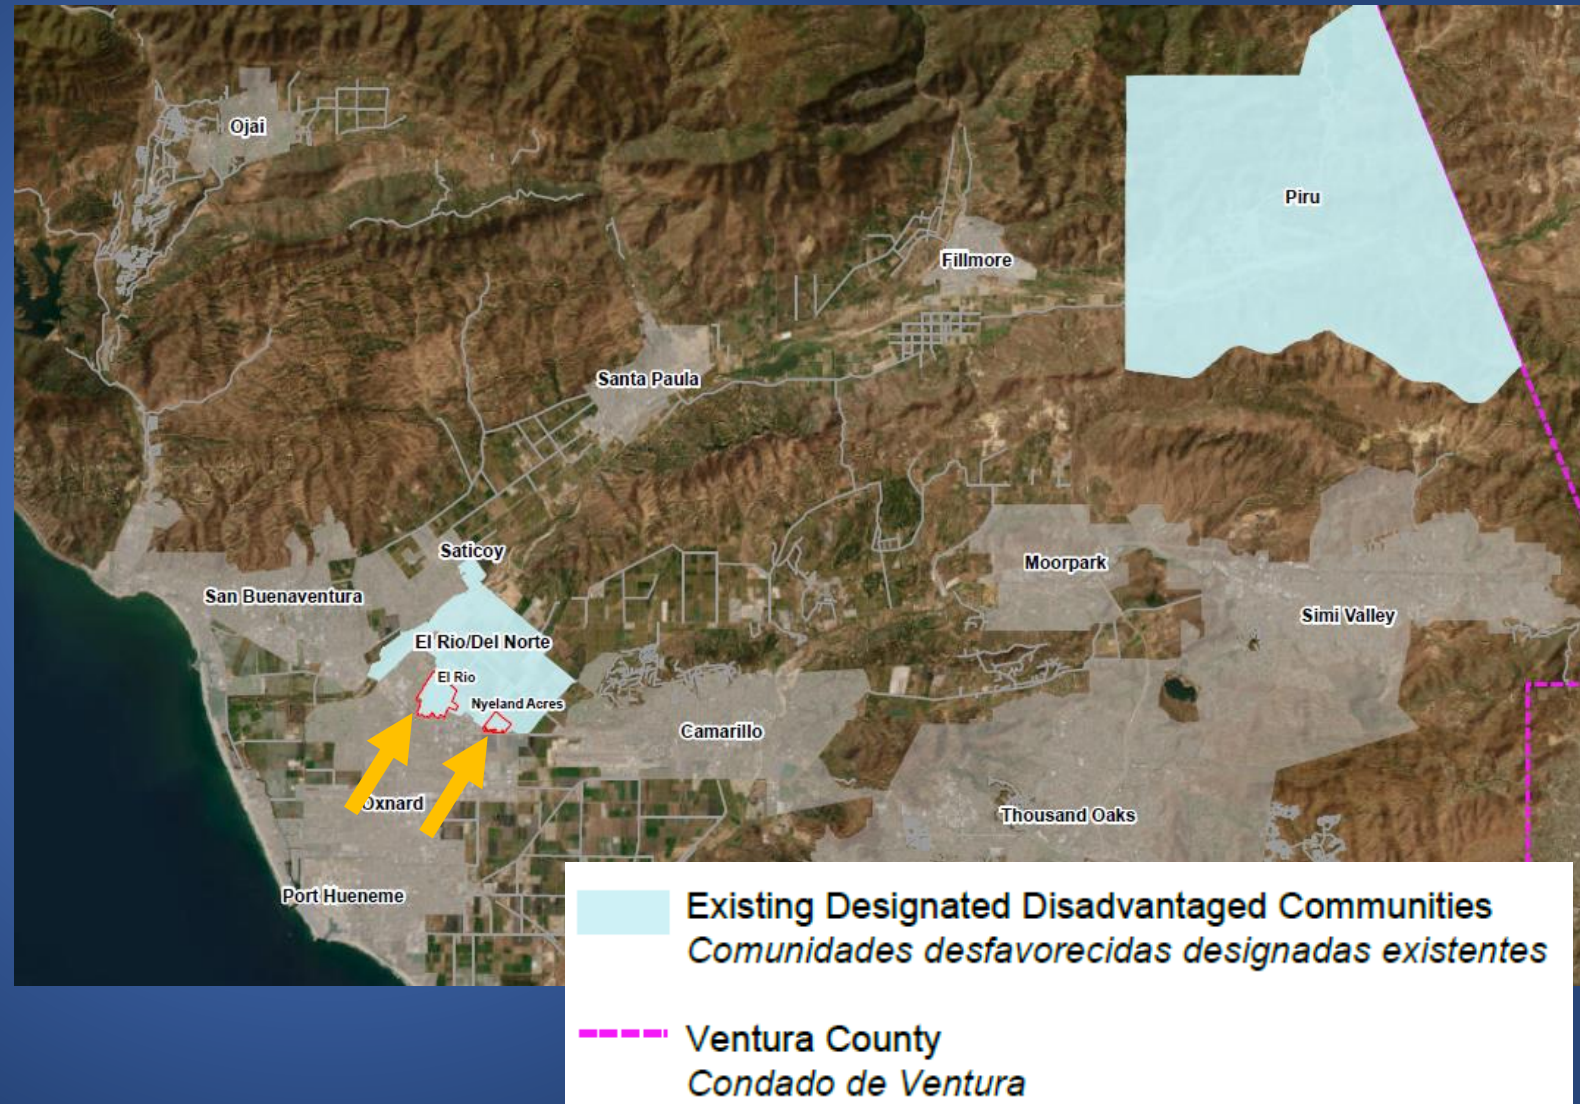 Ojai
Piru
Fillmore
Santa Paula
Saticoy
Moorpark
San Buenaventura
Simi Valley
El Rio/Del Norte
El Rio
Nyeland Acres
Camarillo
Oxnard
Thousand Oaks
Port Hueneme
Existing Designated Disadvantaged Communities
Comunidades desfavorecidas designadas existentes
Ventura County
Condado de Ventura